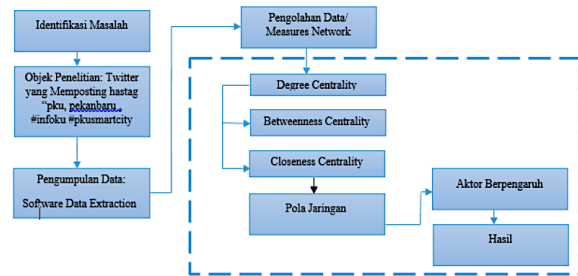 Identifikasi Masalah
Objek Penelitian: Twitter
yang Memposting hastag
“pku, pekanbaru ,
#infoku #pkusmartcity
Pengumpulan Data:
Software Data Extraction
Pengolahan Data/
Measures Network
Degree Centrality
Betweenness Centrality
Closeness Centrality
Pola Jaringan
Aktor Berpengaruh
Hasil